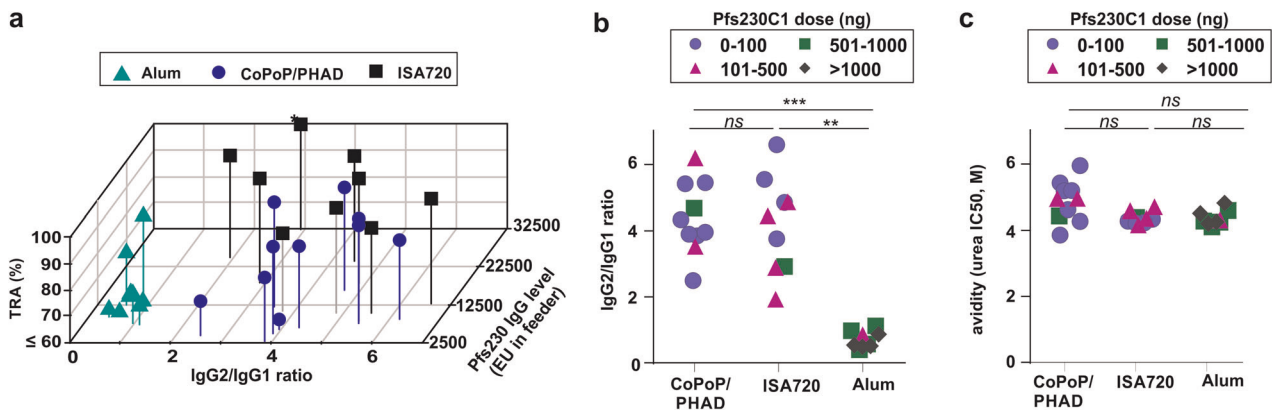 a
Alum CoPoP/PHAD ISA720
*
100
90
80
70
≤ 60
TRA (%)
0 2 4 6
IgG2/IgG1 ratio
32500
22500
12500
2500
Pfs230 IgG level
(EU in feeder)
b
Pfs230C1 dose (ng)
0-100 501-1000
101-500 >1000
***
ns **
6
4
2
0
IgG2/IgG1 ratio
CoPoP/
PHAD
ISA720
Alum
c
Pfs230C1 dose (ng)
0-100 501-1000
101-500 >1000
ns
ns ns
6
4
2
0
avidity (urea IC50, M)
CoPoP/
PHAD
ISA720
Alum